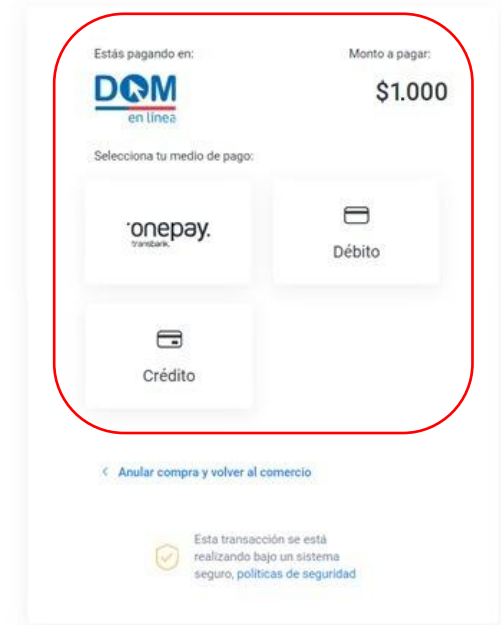 Estás pagando en:
Monto a pagar:
DOM
en línea
$1.000
Selecciona tu medio de pago:
onepay.
transbank.
Débito
Crédito
< Anular compra y volver al comercio
Esta transacción se está
realizando bajo un sistema
seguro, políticas de seguridad